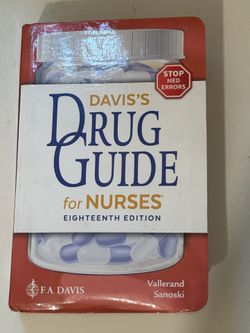 STOP
MED
ERRORS
DAVIS'S
DRUG
GUIDE
for NURSES®
EIGHTEENTH EDITION
F.A. DAVIS
Vallerand
Sanoski